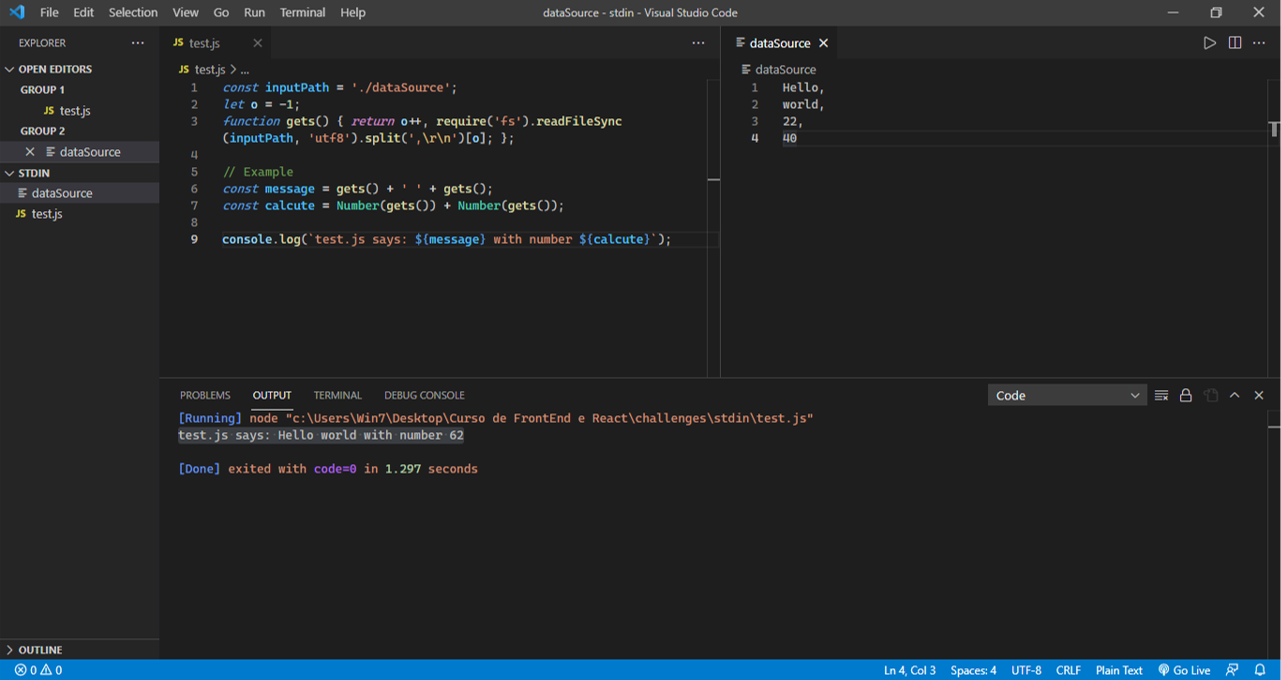 File Edit Selection View Go Run Terminal Help dataSource - stdin - Visual Studio Code
EXPLORER
OPEN EDITORS
GROUP 1
JS test.js
GROUP 2
dataSource
STDIN
dataSource
JS test.js
OUTLINE
JS test.js
JS test.js > ...
1 const inputPath = './dataSource';
2 let o = -1;
3 function gets() { return o++, require('fs').readFileSync
(inputPath, 'utf8').split(',\r\n')[o]; };
4
5 // Example
6 const message = gets() + ' ' + gets();
7 const calcute = Number(gets()) + Number(gets());
8
9 console.log(`test.js says: ${message} with number ${calcute}`);
dataSource
dataSource
1 Hello,
2 world,
3 22,
4 40
PROBLEMS OUTPUT TERMINAL DEBUG CONSOLE Code
[Running] node "c:\Users\Win7\Desktop\Curso de FrontEnd e React\challenges\stdin\test.js"
test.js says: Hello world with number 62
[Done] exited with code=0 in 1.297 seconds
0 0 Ln 4, Col 3 Spaces: 4 UTF-8 CRLF Plain Text Go Live